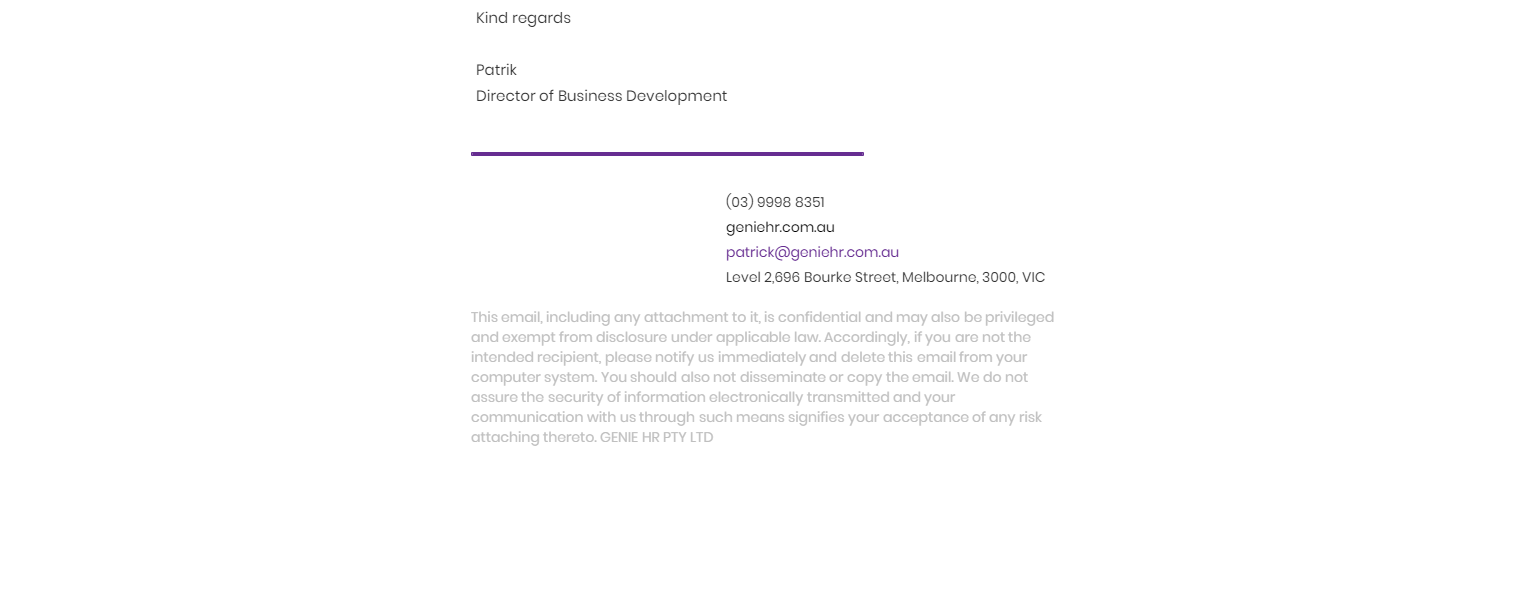 Kind regards
Patrik
Director of Business Development
(03) 9998 8351
geniehr.com.au
patrick@geniehr.com.au
Level 2,696 Bourke Street, Melbourne, 3000, VIC
This email, including any attachment to it, is confidential and may also be privileged
and exempt from disclosure under applicable law. Accordingly, if you are not the
intended recipient, please notify us immediately and delete this email from your
computer system. You should also not disseminate or copy the email. We do not
assure the security of information electronically transmitted and your
communication with us through such means signifies your acceptance of any risk
attaching thereto. GENIE HR PTY LTD